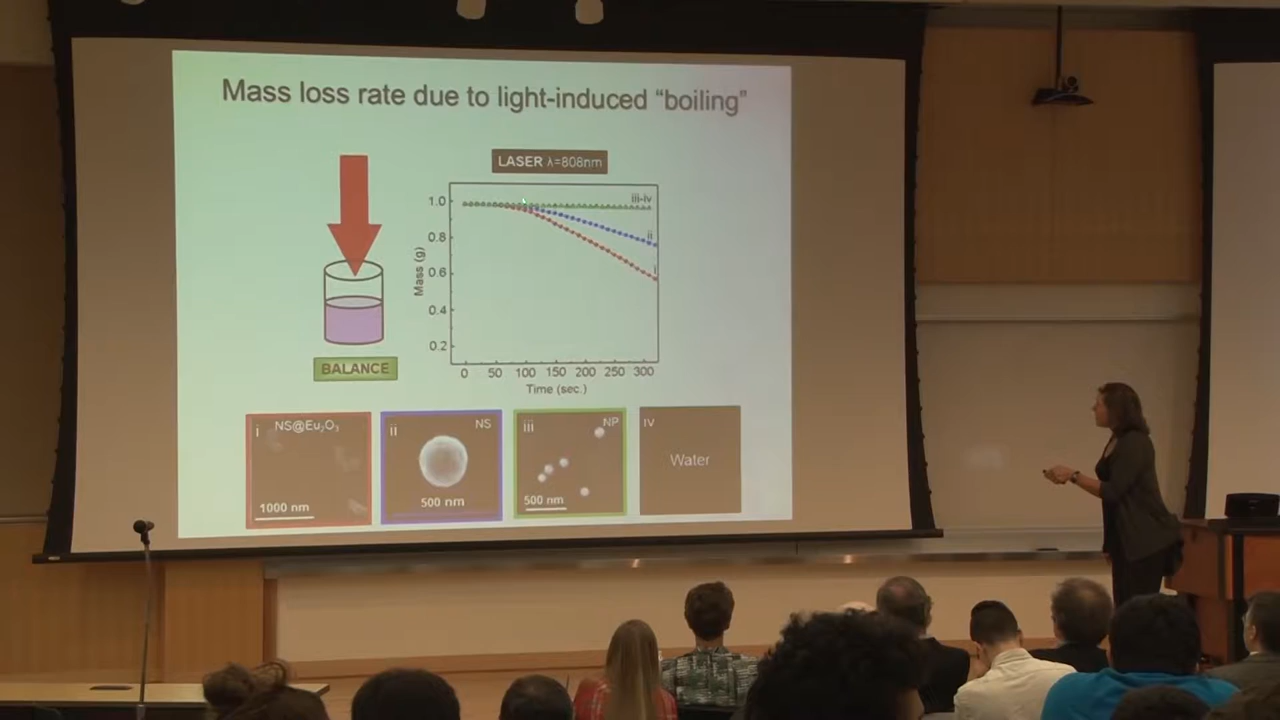 Mass loss rate due to light-induced “boiling”
LASER λ=808nm
1.0
0.8
0.6
0.4
0.2
Mass (g)
iii-iv
ii
i
0 50 100 150 200 250 300
Time (sec.)
BALANCE
i NS@Eu₂O₃
1000 nm
ii NS
500 nm
iii NP
500 nm
iv
Water